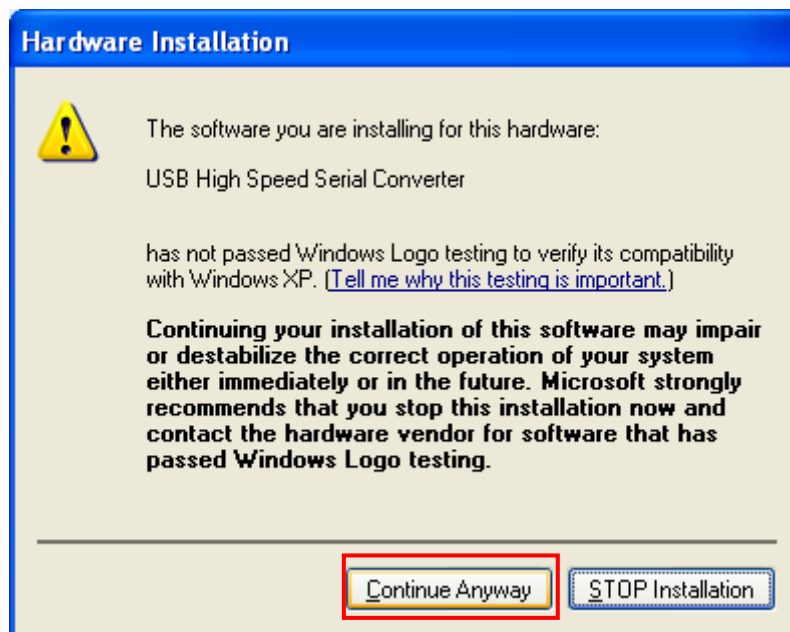 Hardware Installation
The software you are installing for this hardware:
USB High Speed Serial Converter
has not passed Windows Logo testing to verify its compatibility
with Windows XP. (Tell me why this testing is important.)
Continuing your installation of this software may impair
or destabilize the correct operation of your system
either immediately or in the future. Microsoft strongly
recommends that you stop this installation now and
contact the hardware vendor for software that has
passed Windows Logo testing.
Continue Anyway
STOP Installation